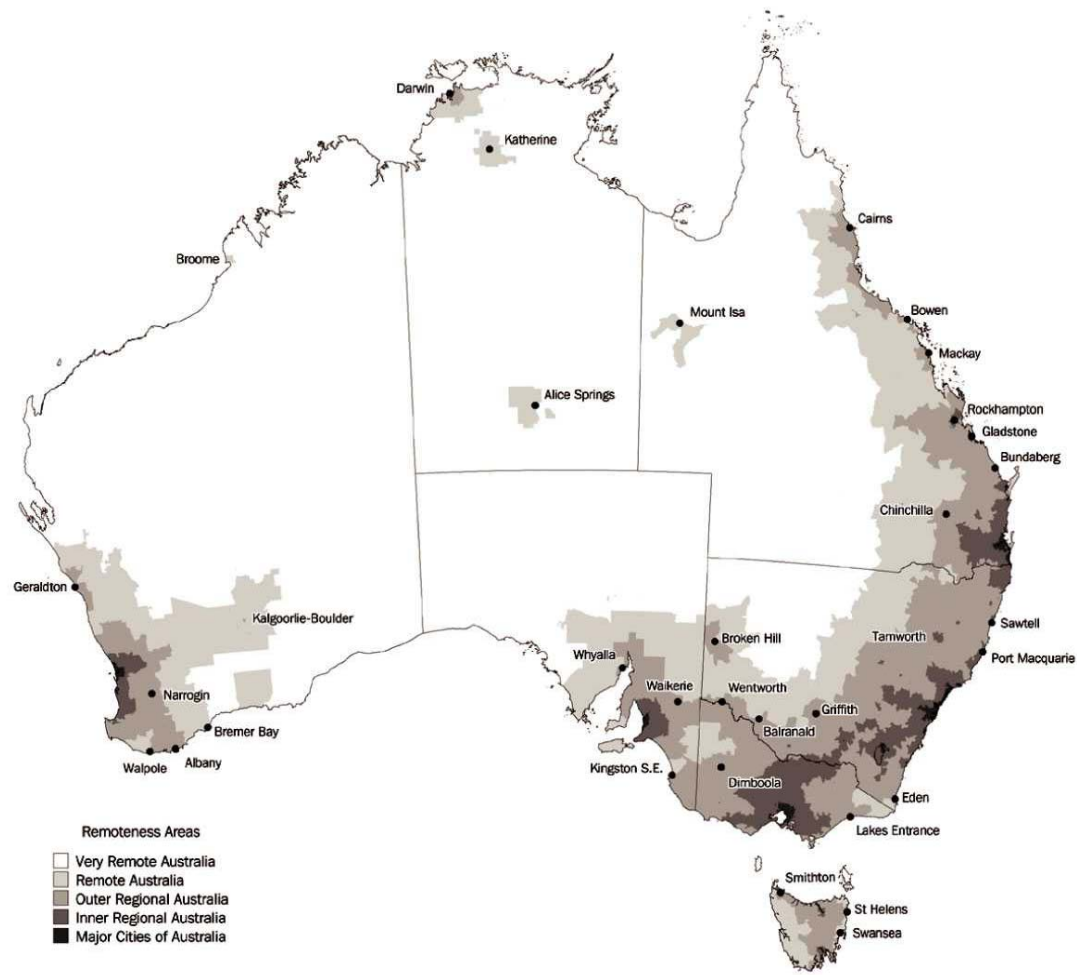 Darwin
Katherine
Cairns
Broome
Mount Isa
Bowen
Mackay
Alice Springs
Rockhampton
Gladstone
Bundaberg
Chinchilla
Geraldton
Kalgoorlie-Boulder
Sawtell
Tamworth
Broken Hill
Port Macquarie
Whyalla
Waikerie
Wentworth
Narrogin
Griffith
Balranald
Bremer Bay
Albany
Walpole
Kingston S.E.
Dimboola
Eden
Lakes Entrance
Remoteness Areas
Very Remote Australia
Remote Australia
Outer Regional Australia
Inner Regional Australia
Major Cities of Australia
Smithton
St Helens
Swansea